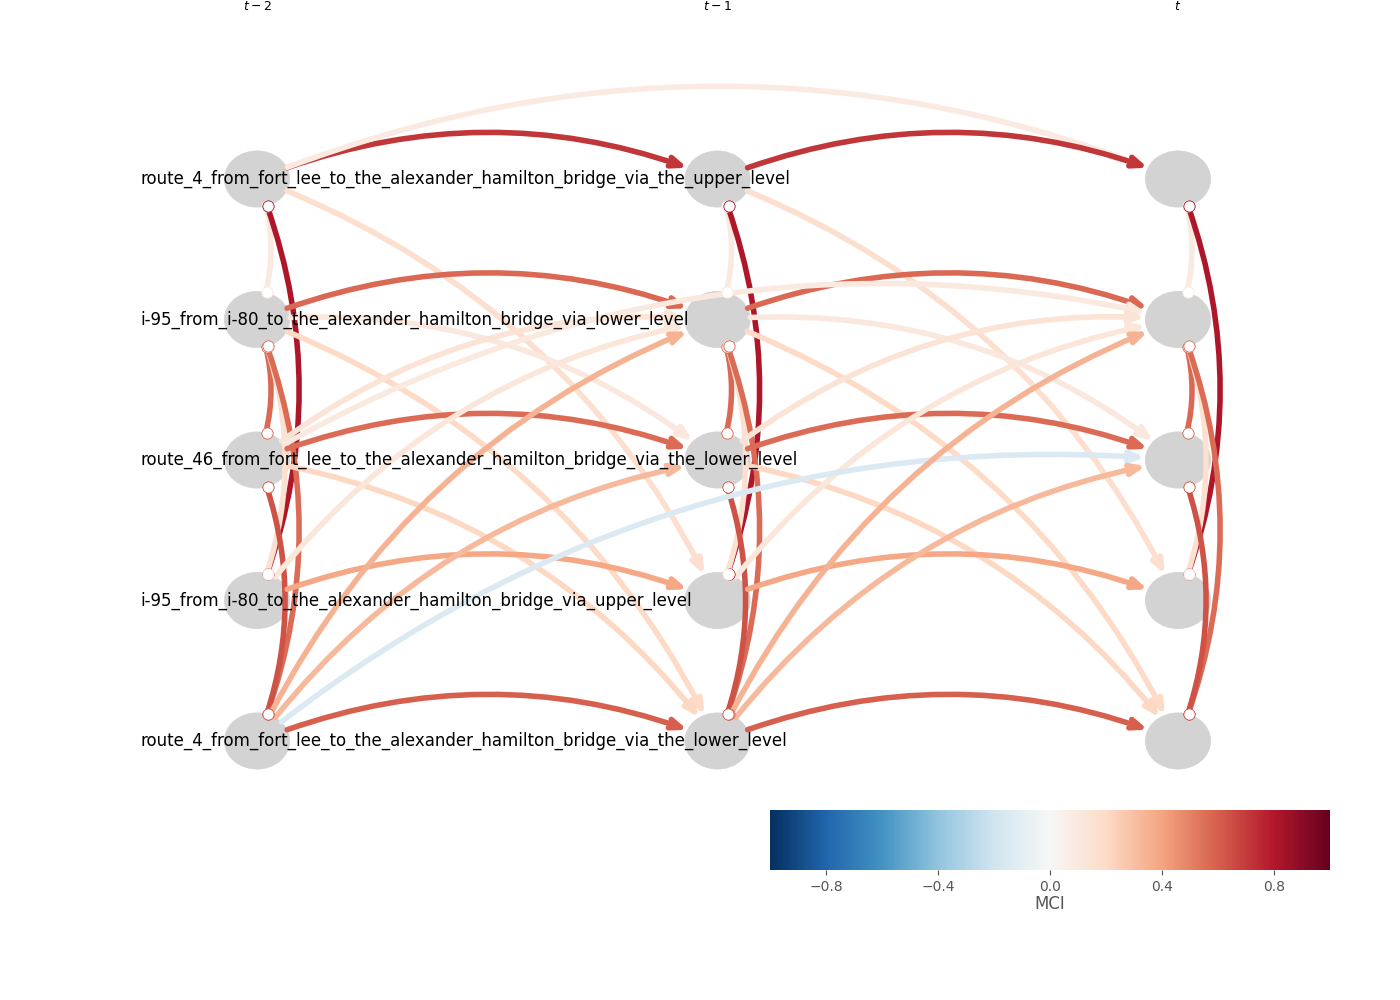 t − 2 t − 1 t
route_4_from_fort_lee_to_the_alexander_hamilton_bridge_via_the_upper_level
i-95_from_i-80_to_the_alexander_hamilton_bridge_via_lower_level
route_46_from_fort_lee_to_the_alexander_hamilton_bridge_via_the_lower_level
i-95_from_i-80_to_the_alexander_hamilton_bridge_via_upper_level
route_4_from_fort_lee_to_the_alexander_hamilton_bridge_via_the_lower_level
−0.8 −0.4 0.0 0.4 0.8
MCI